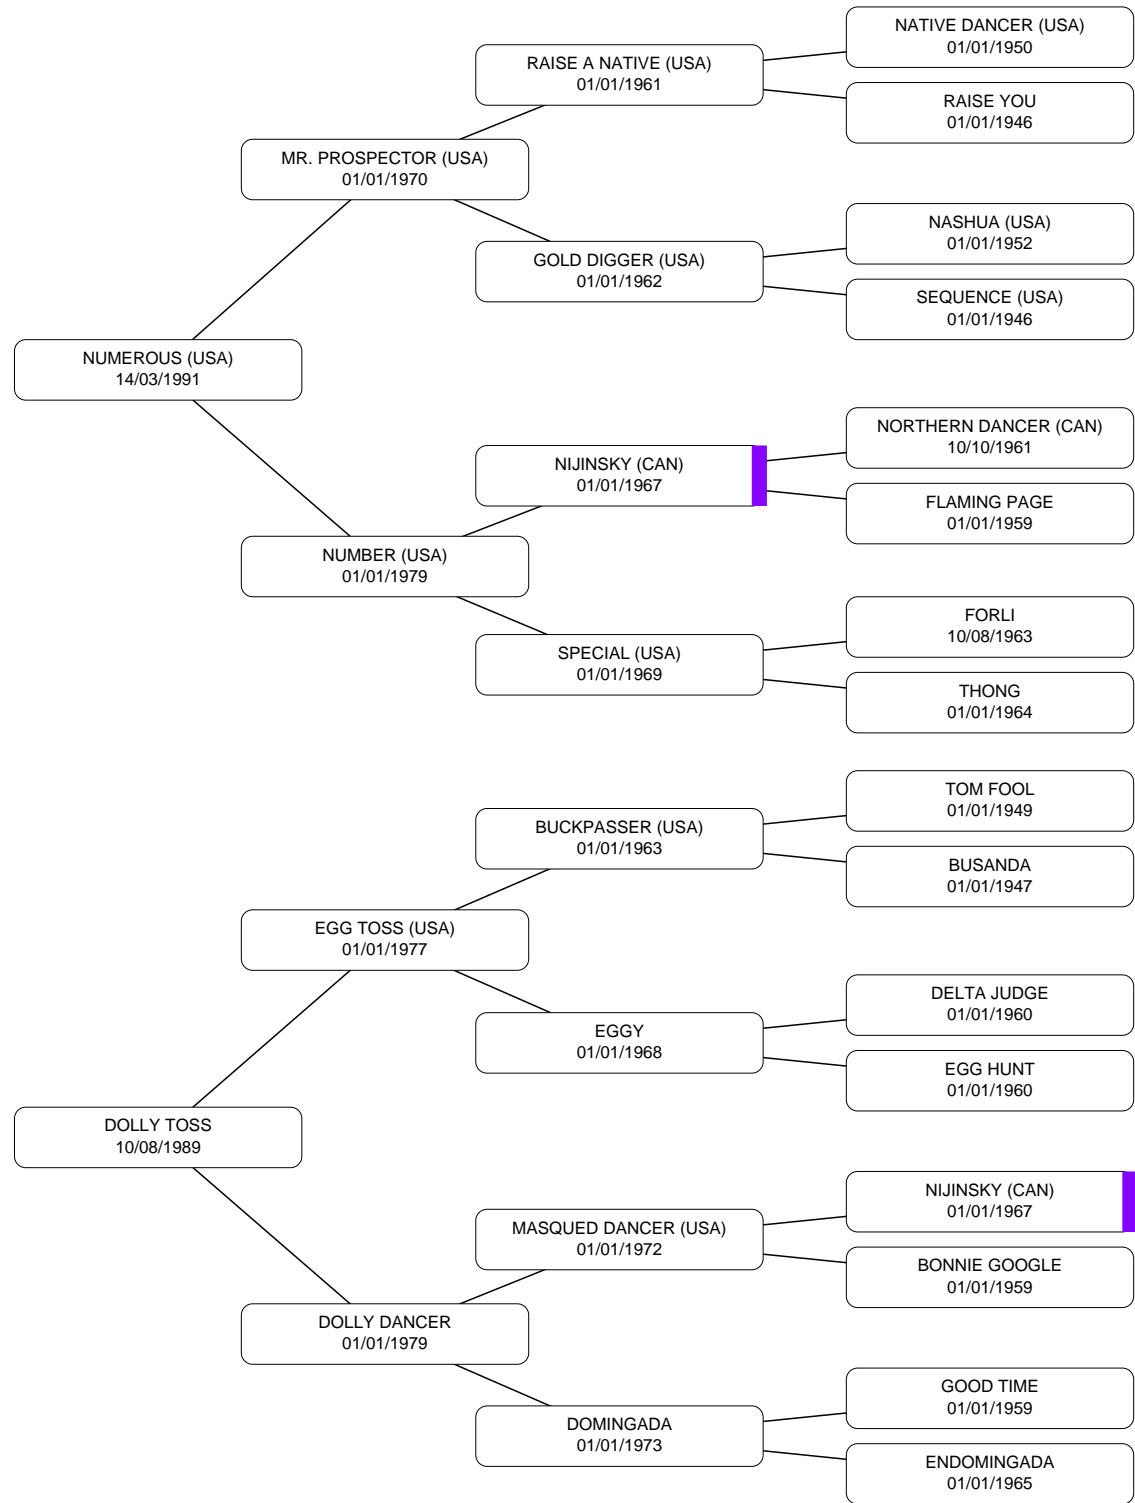 NATIVE DANCER (USA)
01/01/1950
RAISE A NATIVE (USA)
01/01/1961
RAISE YOU
01/01/1946
MR. PROSPECTOR (USA)
01/01/1970
NASHUA (USA)
01/01/1952
GOLD DIGGER (USA)
01/01/1962
SEQUENCE (USA)
01/01/1946
NUMEROUS (USA)
14/03/1991
NORTHERN DANCER (CAN)
10/10/1961
NIJINSKY (CAN)
01/01/1967
FLAMING PAGE
01/01/1959
NUMBER (USA)
01/01/1979
FORLI
10/08/1963
SPECIAL (USA)
01/01/1969
THONG
01/01/1964
TOM FOOL
01/01/1949
BUCKPASSER (USA)
01/01/1963
BUSANDA
01/01/1947
EGG TOSS (USA)
01/01/1977
DELTA JUDGE
01/01/1960
EGGY
01/01/1968
EGG HUNT
01/01/1960
DOLLY TOSS
10/08/1989
NIJINSKY (CAN)
01/01/1967
MASQUED DANCER (USA)
01/01/1972
BONNIE GOOGLE
01/01/1959
DOLLY DANCER
01/01/1979
GOOD TIME
01/01/1959
DOMINGADA
01/01/1973
ENDOMINGADA
01/01/1965